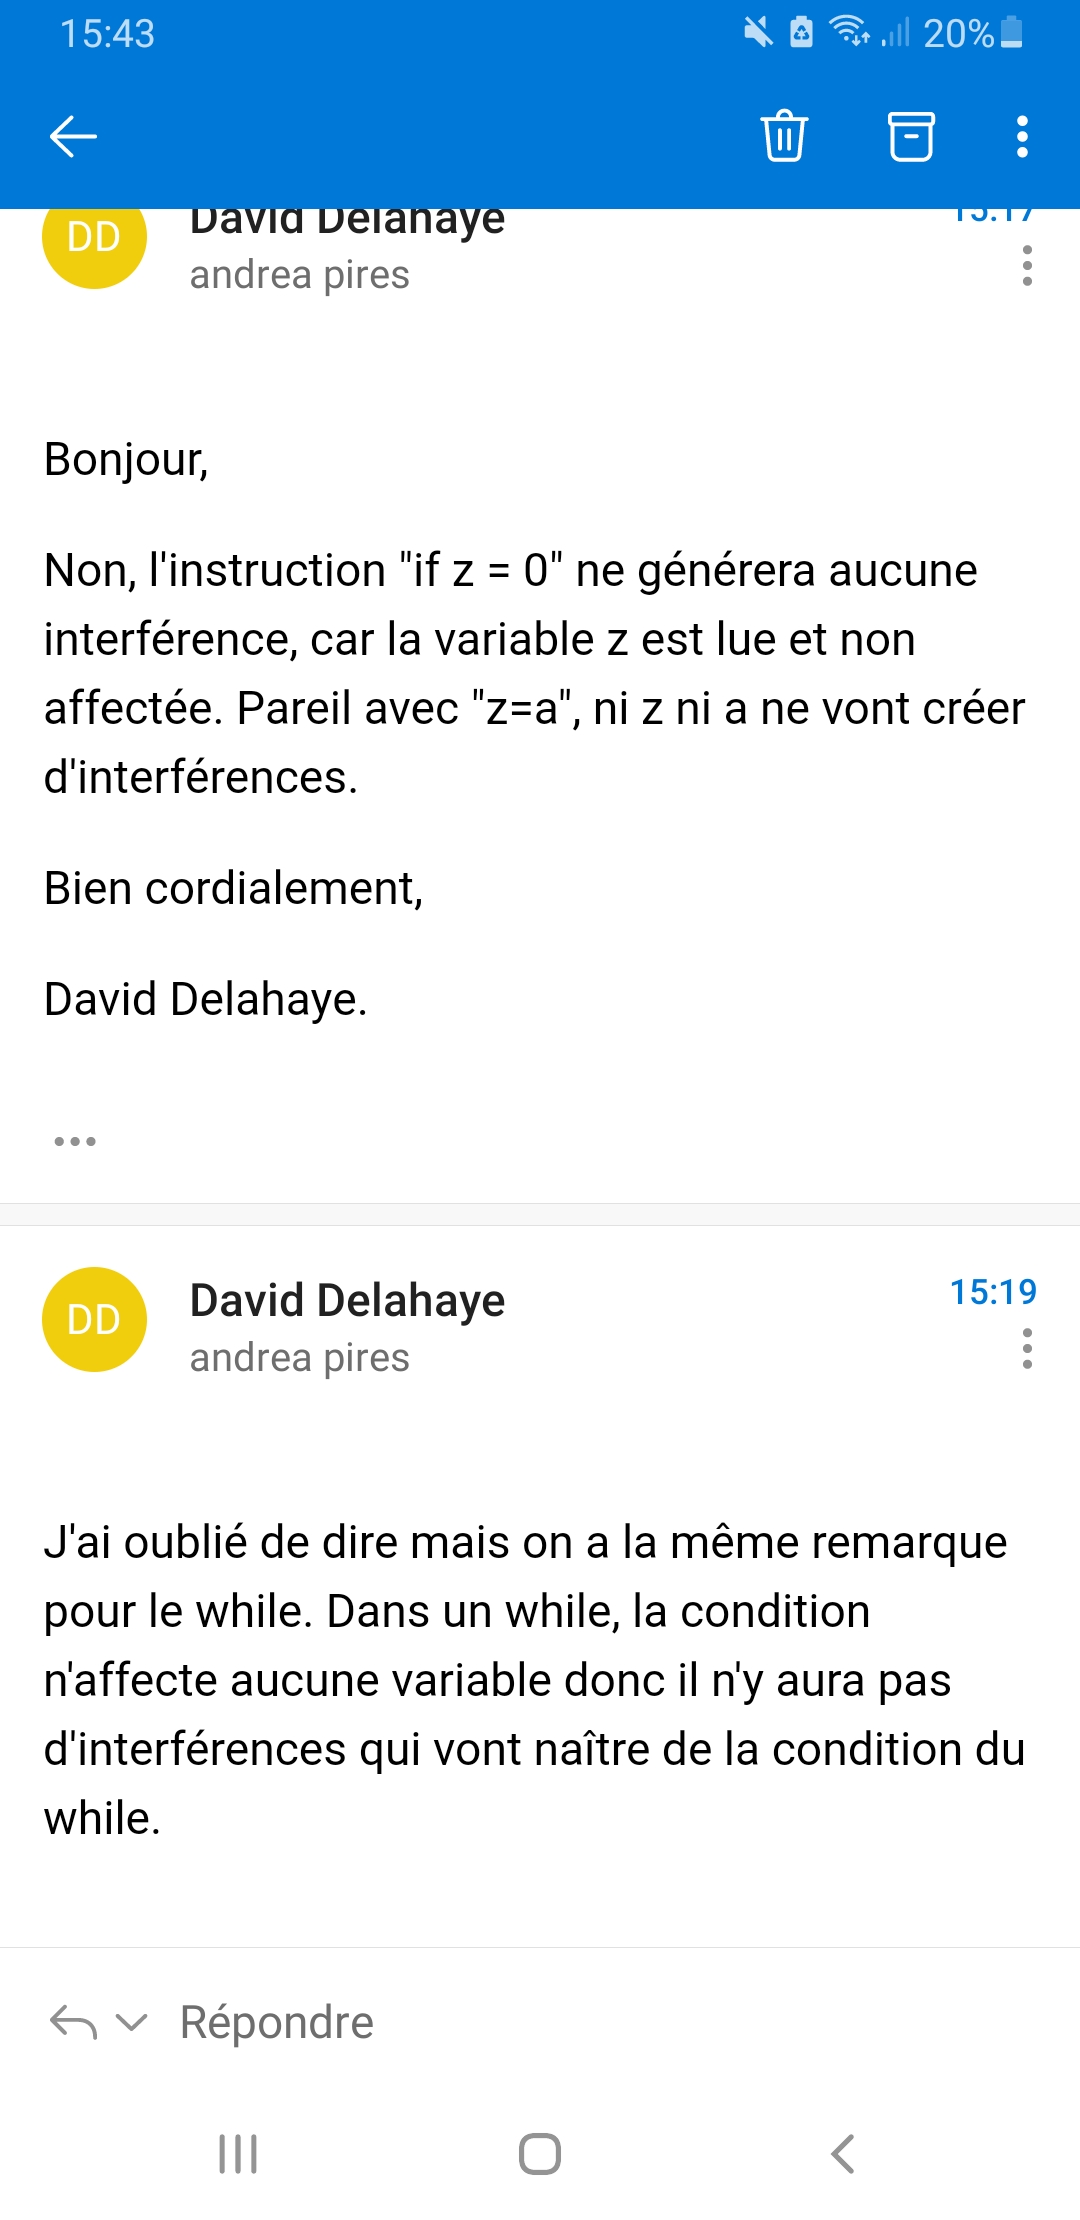 15:43
20%
David Delahaye
15:17
DD
andrea pires
Bonjour,
Non, l'instruction "if z = 0" ne générera aucune
interférence, car la variable z est lue et non
affectée. Pareil avec "z=a", ni z ni a ne vont créer
d'interférences.
Bien cordialement,
David Delahaye.
David Delahaye
15:19
DD
andrea pires
J'ai oublié de dire mais on a la même remarque
pour le while. Dans un while, la condition
n'affecte aucune variable donc il n'y aura pas
d'interférences qui vont naître de la condition du
while.
Répondre